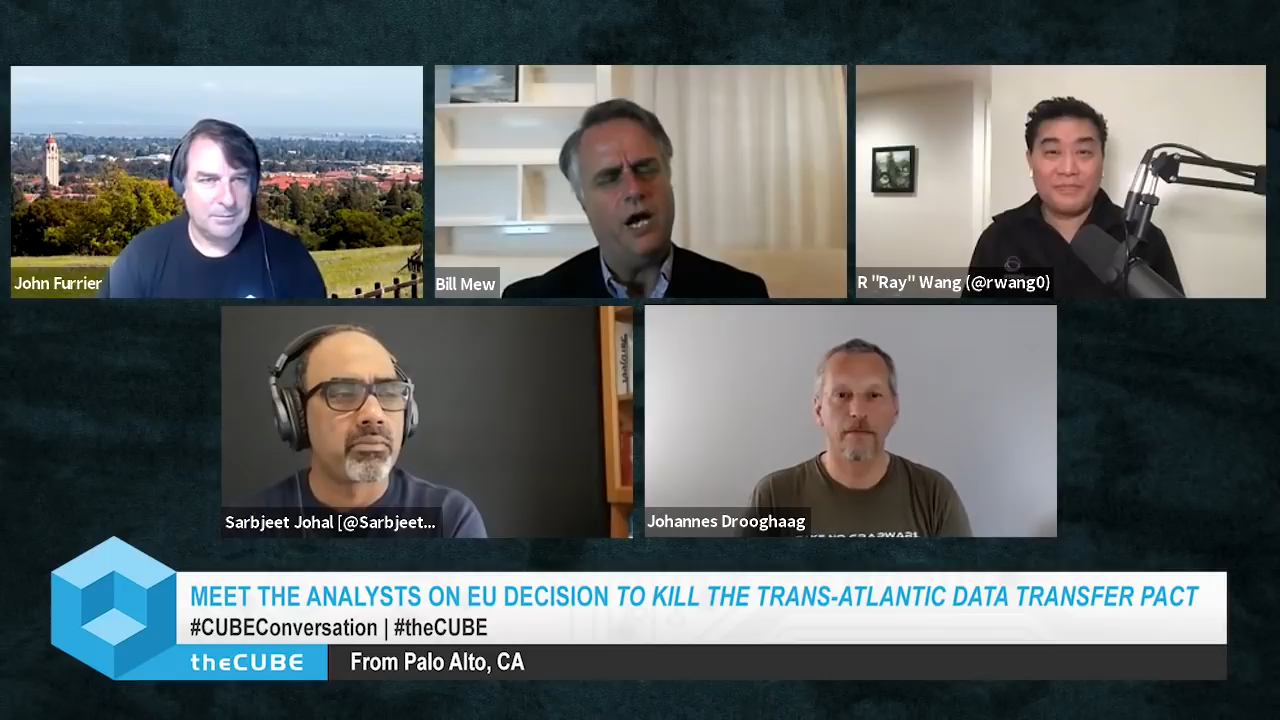 John Furrier
Bill Mew
R "Ray" Wang (@rwang0)
Sarbjeet Johal [@Sarbjeet...
Johannes Drooghaag
MEET THE ANALYSTS ON EU DECISION TO KILL THE TRANS-ATLANTIC DATA TRANSFER PACT
#CUBEConversation | #theCUBE
theCUBE
From Palo Alto, CA